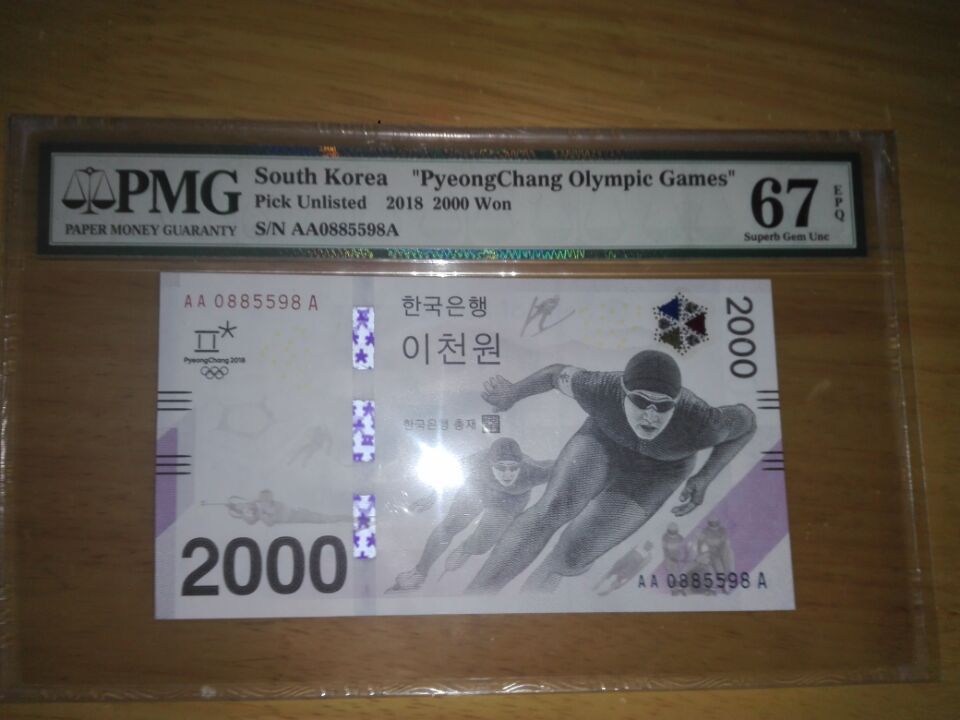 PMG
PAPER MONEY GUARANTY
South Korea "PyeongChang Olympic Games"
Pick Unlisted 2018 2000 Won
S/N AA0885598A
67
EPQ
Superb Gem Unc
AA 0885598 A
PyeongChang 2018
한국은행
이천원
한국은행 총재
2000
2000
AA 0885598 A